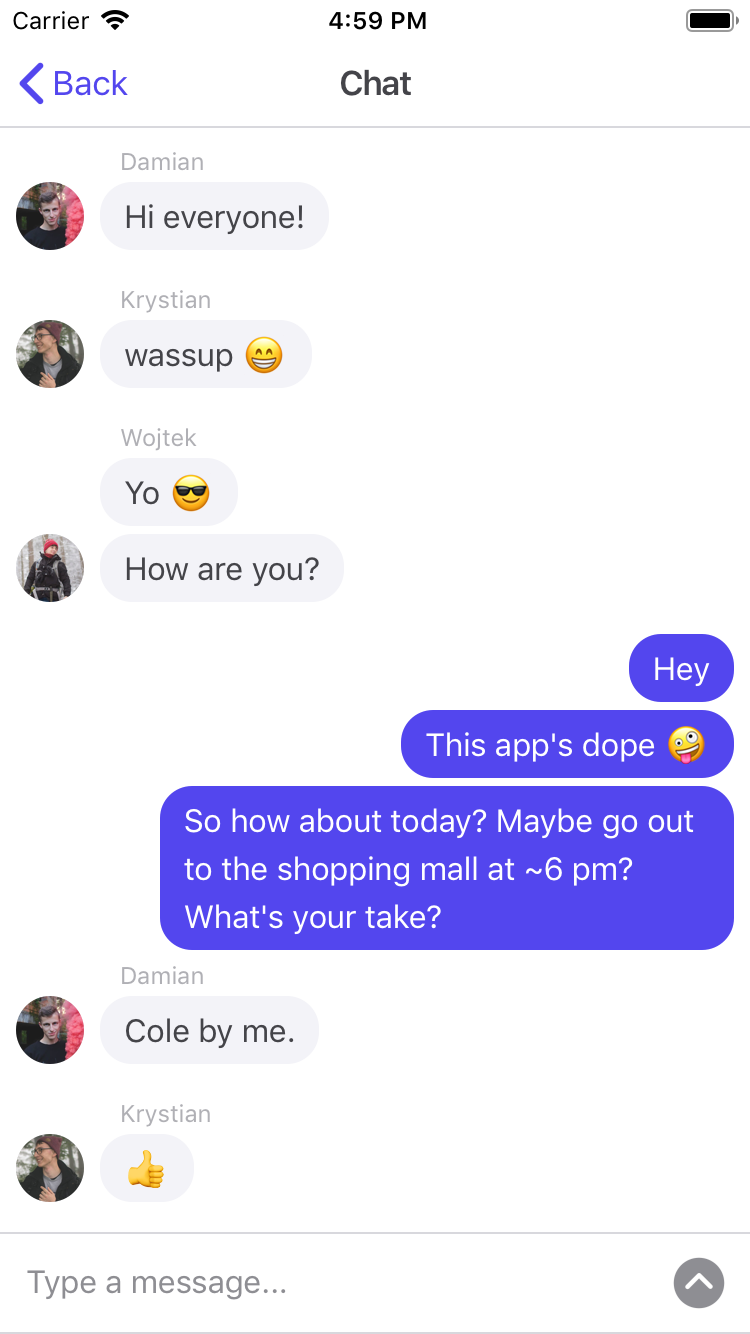 Carrier 4:59 PM
Back Chat
Damian
Hi everyone!
Krystian
wassup 😁
Wojtek
Yo 😎
How are you?
Hey
This app's dope 🤪
So how about today? Maybe go out
to the shopping mall at ~6 pm?
What's your take?
Damian
Cole by me.
Krystian
👍
Type a message...